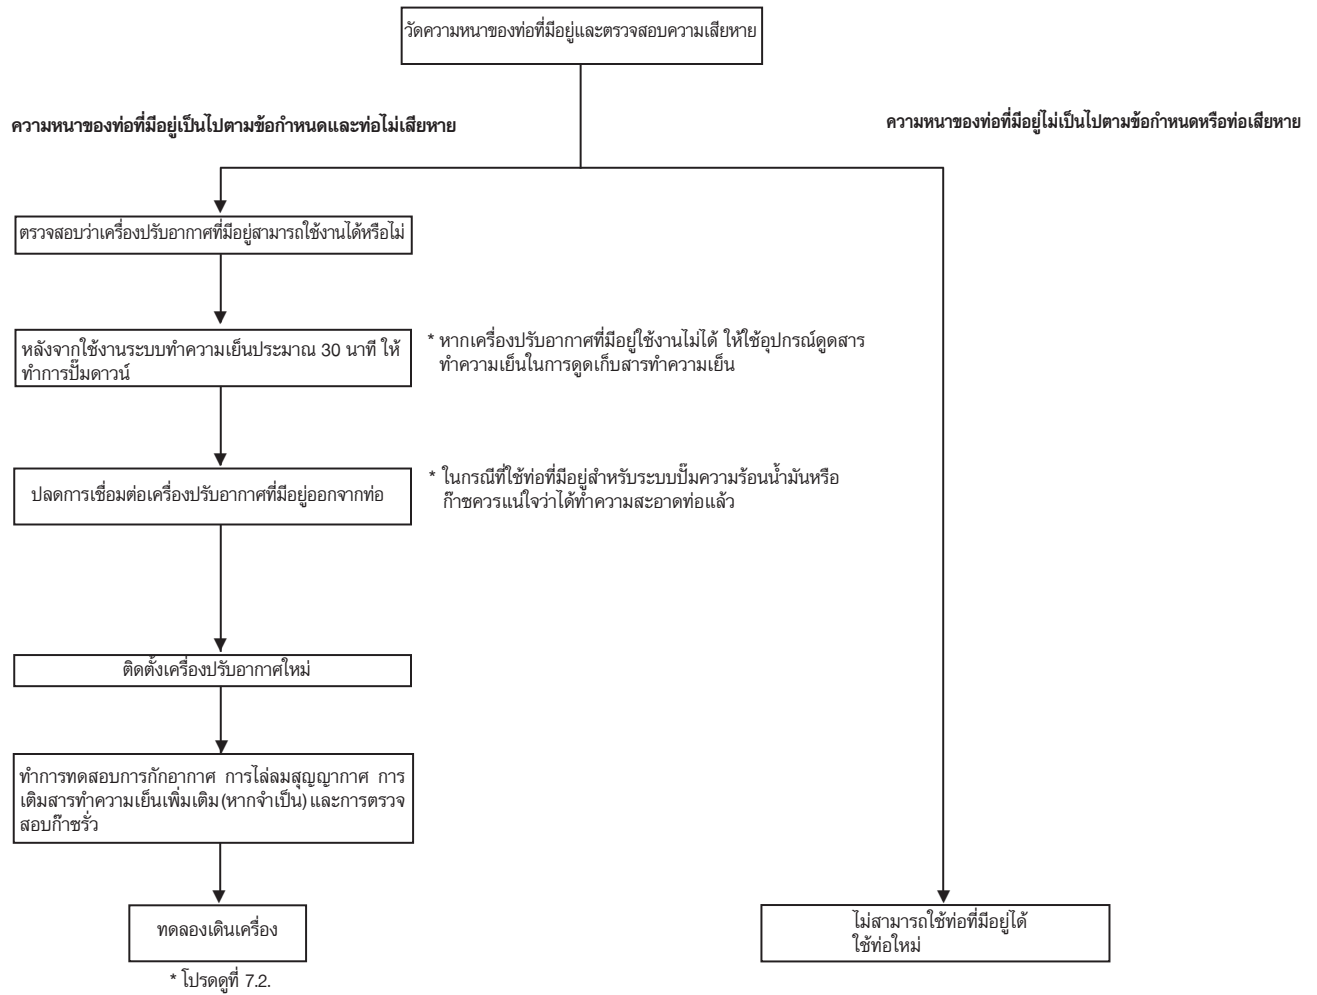 วัดความหนาของท่อที่มีอยู่และตรวจสอบความเสียหาย
ความหนาของท่อที่มีอยู่เป็นไปตามข้อกำหนดและท่อไม่เสียหาย
ความหนาของท่อที่มีอยู่ไม่เป็นไปตามข้อกำหนดหรือท่อเสียหาย
ตรวจสอบว่าเครื่องปรับอากาศที่มีอยู่สามารถใช้งานได้หรือไม่
หลังจากใช้งานระบบทำความเย็นประมาณ 30 นาที ให้
ทำการปั๊มดาวน์
* หากเครื่องปรับอากาศที่มีอยู่ใช้งานไม่ได้ ให้ใช้อุปกรณ์ดูดสาร
ทำความเย็นในการดูดเก็บสารทำความเย็น
ปลดการเชื่อมต่อเครื่องปรับอากาศที่มีอยู่ออกจากท่อ
* ในกรณีที่ใช้ท่อที่มีอยู่สำหรับระบบปั๊มความร้อนน้ำมันหรือ
ก๊าซควรแน่ใจว่าได้ทำความสะอาดท่อแล้ว
ติดตั้งเครื่องปรับอากาศใหม่
ทำการทดสอบการกักอากาศ การไล่ลมสุญญากาศ การ
เติมสารทำความเย็นเพิ่มเติม (หากจำเป็น) และการตรวจ
สอบก๊าซรั่ว
ทดลองเดินเครื่อง
* โปรดดูที่ 7.2.
ไม่สามารถใช้ท่อที่มีอยู่ได้
ใช้ท่อใหม่